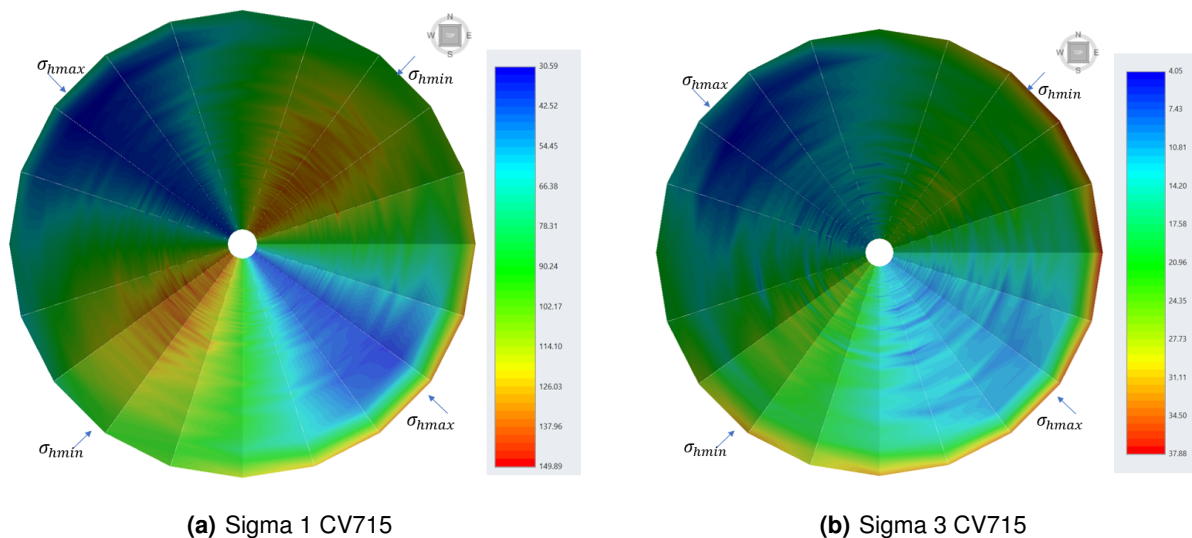 N
W E
TOP
S
σhmax
σhmin
30.59
42.52
54.45
66.38
78.31
90.24
102.17
114.10
126.03
137.96
149.89
σhmin
σhmax
(a) Sigma 1 CV715
N
W E
TOP
S
σhmax
σhmin
4.05
7.43
10.81
14.20
17.58
20.96
24.35
27.73
31.11
34.50
37.88
σhmin
σhmax
(b) Sigma 3 CV715